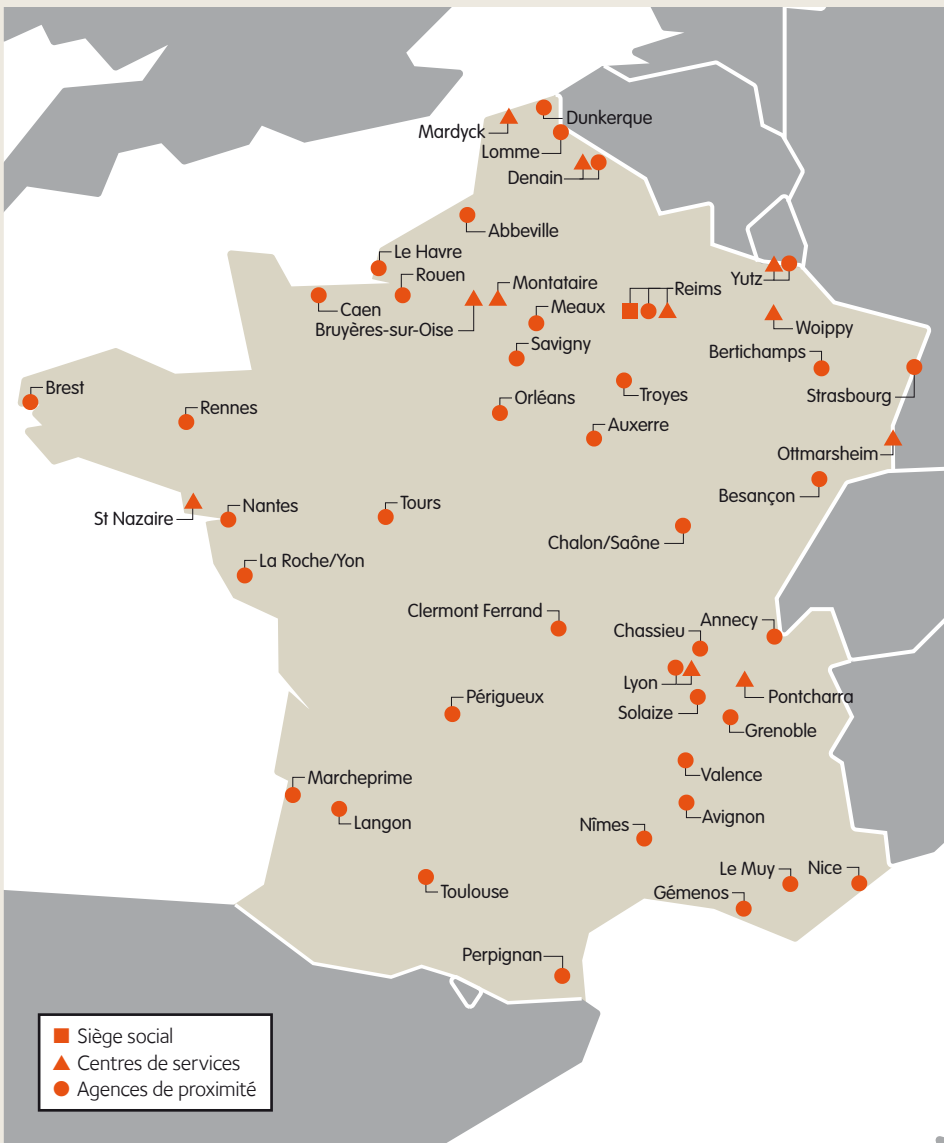 Dunkerque
Mardyck
Lomme
Denain
Abbeville
Le Havre
Rouen
Caen
Montataire
Bruyères-sur-Oise
Meaux
Savigny
Reims
Yutz
Woippy
Bertichamps
Strasbourg
Troyes
Orléans
Auxerre
Brest
Rennes
Ottmarsheim
Besançon
St Nazaire
Nantes
Tours
Chalon/Saône
La Roche/Yon
Clermont Ferrand
Annecy
Chassieu
Lyon
Pontcharra
Solaize
Grenoble
Périgueux
Valence
Marcheprime
Langon
Avignon
Nîmes
Toulouse
Le Muy
Nice
Gémenos
Perpignan
Siège social
Centres de services
Agences de proximité